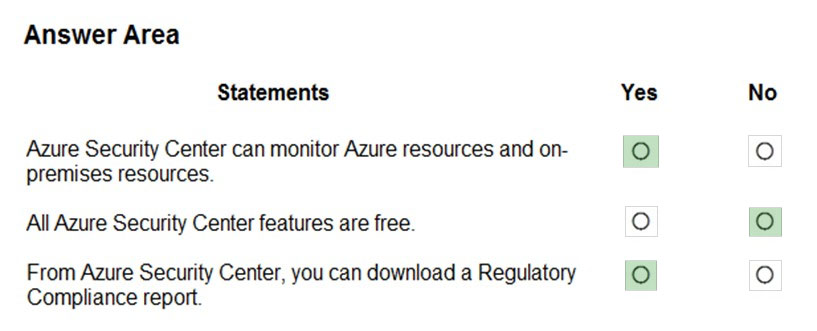 Answer Area
Statements Yes No
Azure Security Center can monitor Azure resources and on-
premises resources.
All Azure Security Center features are free.
From Azure Security Center, you can download a Regulatory
Compliance report.